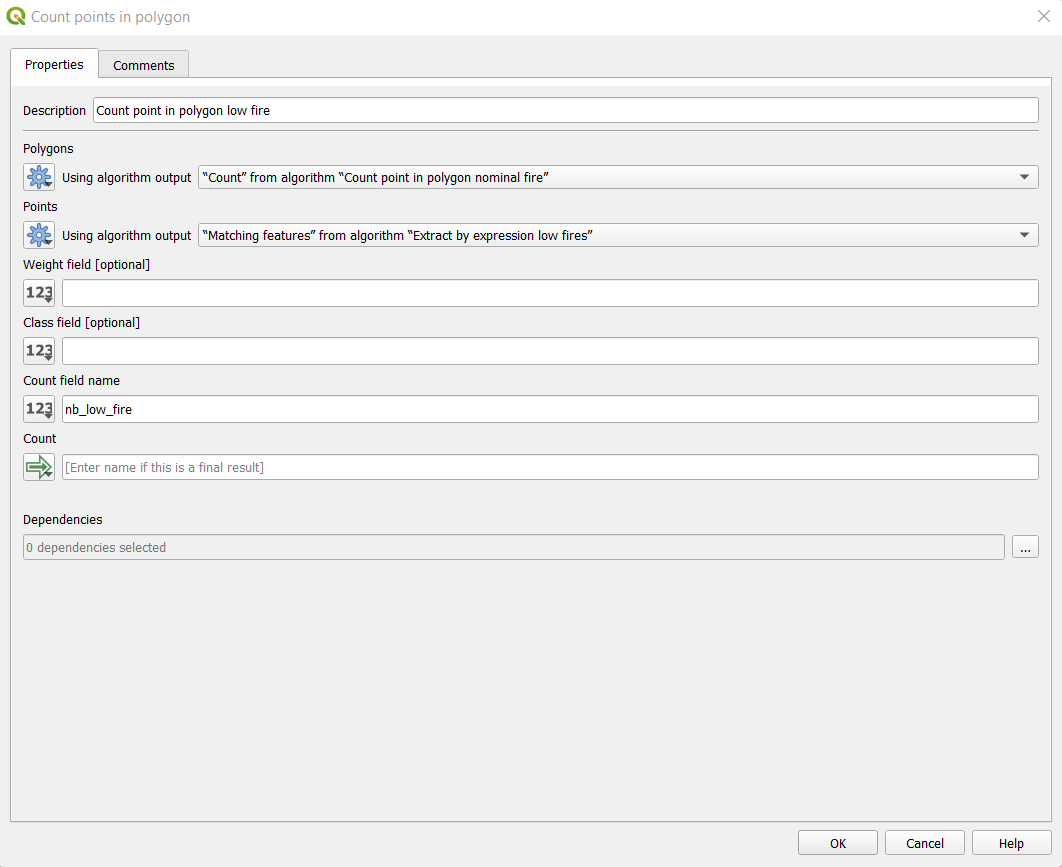 Count points in polygon
Properties
Comments
Description Count point in polygon low fire
Polygons
Using algorithm output “Count” from algorithm “Count point in polygon nominal fire”
Points
Using algorithm output “Matching features” from algorithm “Extract by expression low fires”
Weight field [optional]
123
Class field [optional]
123
Count field name
123 nb_low_fire
Count
[Enter name if this is a final result]
Dependencies
0 dependencies selected ...
OK Cancel Help